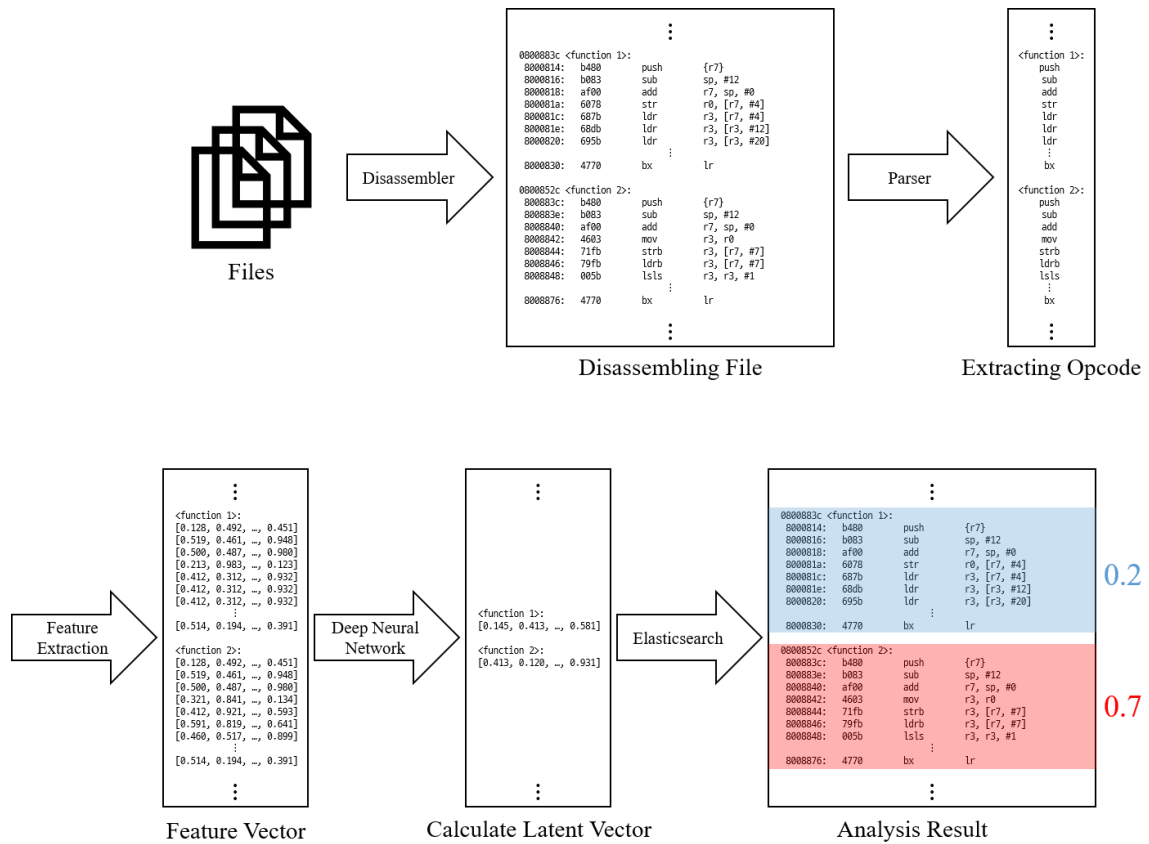 Files
Disassembler
0800883c <function 1>:
8000814: b480 push {r7}
8000816: b083 sub sp, #12
8000818: af00 add r7, sp, #0
800081a: 6078 str r0, [r7, #4]
800081c: 687b ldr r3, [r7, #4]
800081e: 68db ldr r3, [r3, #12]
8000820: 695b ldr r3, [r3, #20]
8000830: 4770 bx lr
0800852c <function 2>:
800883c: b480 push {r7}
800883e: b083 sub sp, #12
8008840: af00 add r7, sp, #0
8008842: 4603 mov r3, r0
8008844: 71fb strb r3, [r7, #7]
8008846: 79fb ldrb r3, [r7, #7]
8008848: 005b lsls r3, r3, #1
8008876: 4770 bx lr
Disassembling File
Parser
<function 1>:
push
sub
add
str
ldr
ldr
ldr
bx
<function 2>:
push
sub
add
mov
strb
ldrb
lsls
bx
Extracting Opcode
Feature
Extraction
<function 1>:
[0.128, 0.492, …, 0.451]
[0.519, 0.461, …, 0.948]
[0.500, 0.487, …, 0.980]
[0.213, 0.983, …, 0.123]
[0.412, 0.312, …, 0.932]
[0.412, 0.312, …, 0.932]
[0.412, 0.312, …, 0.932]
[0.514, 0.194, …, 0.391]
<function 2>:
[0.128, 0.492, …, 0.451]
[0.519, 0.461, …, 0.948]
[0.500, 0.487, …, 0.980]
[0.321, 0.841, …, 0.134]
[0.412, 0.921, …, 0.593]
[0.591, 0.819, …, 0.641]
[0.460, 0.517, …, 0.899]
[0.514, 0.194, …, 0.391]
Feature Vector
Deep Neural
Network
<function 1>:
[0.145, 0.413, …, 0.581]
<function 2>:
[0.413, 0.120, …, 0.931]
Calculate Latent Vector
Elasticsearch
0800883c <function 1>:
8000814: b480 push {r7}
8000816: b083 sub sp, #12
8000818: af00 add r7, sp, #0
800081a: 6078 str r0, [r7, #4]
800081c: 687b ldr r3, [r7, #4]
800081e: 68db ldr r3, [r3, #12]
8000820: 695b ldr r3, [r3, #20]
8000830: 4770 bx lr
0.2
0800852c <function 2>:
800883c: b480 push {r7}
800883e: b083 sub sp, #12
8008840: af00 add r7, sp, #0
8008842: 4603 mov r3, r0
8008844: 71fb strb r3, [r7, #7]
8008846: 79fb ldrb r3, [r7, #7]
8008848: 005b lsls r3, r3, #1
8008876: 4770 bx lr
0.7
Analysis Result